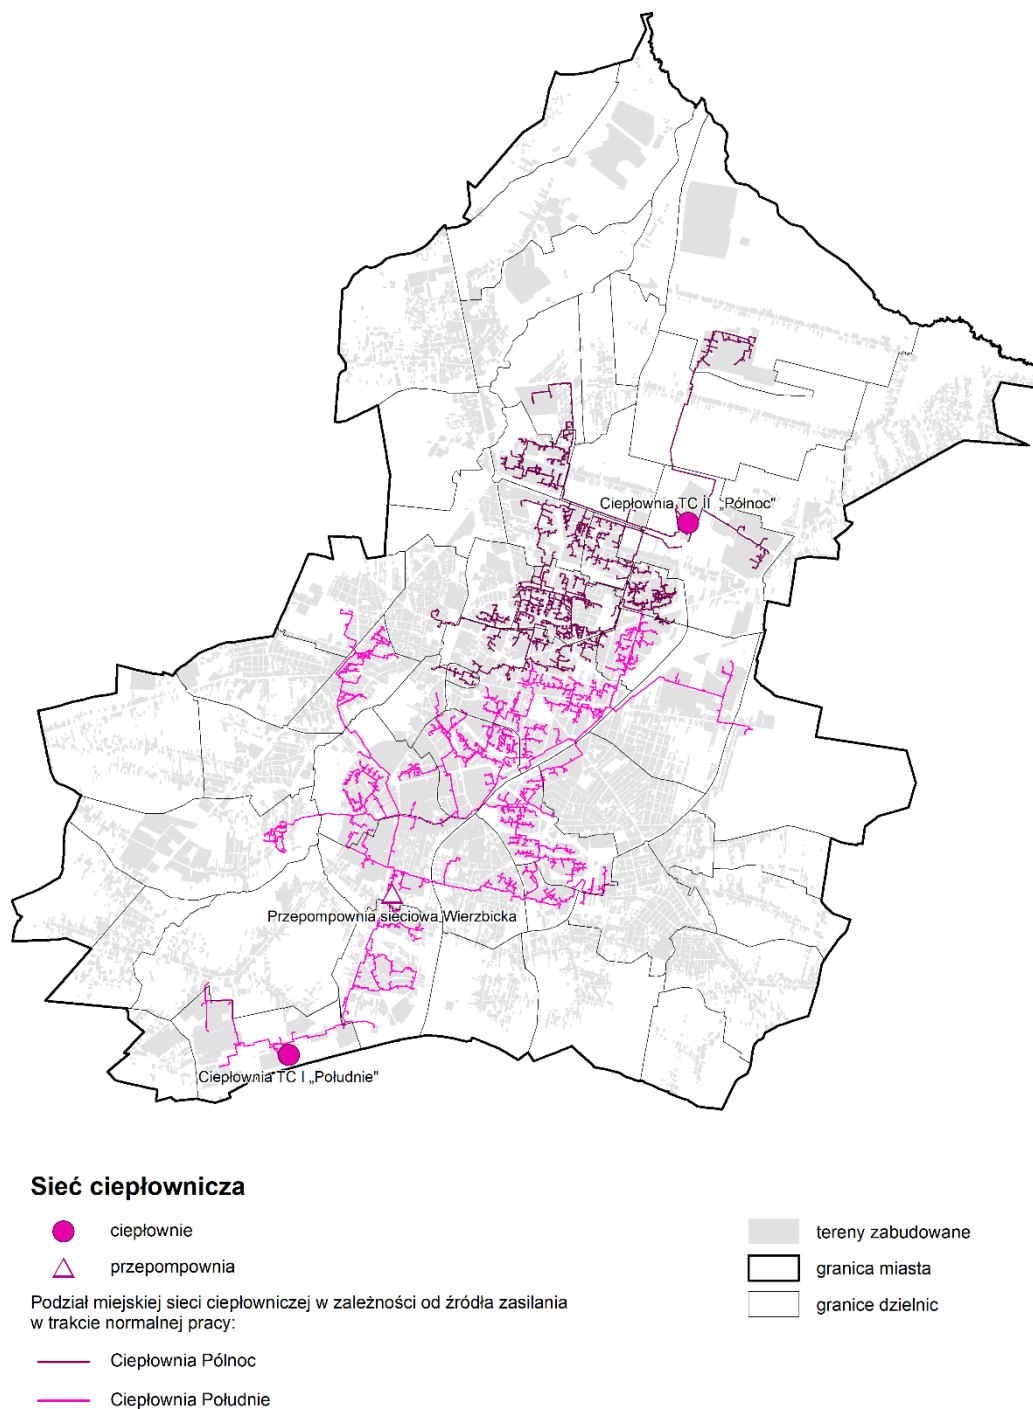 Ciepłownia TC II „Północ"
Przepompownia sieciowa Wierzbicka
Ciepłownia TC I „Południe"
Sieć ciepłownicza
ciepłownie
przepompownia
Podział miejskiej sieci ciepłowniczej w zależności od źródła zasilania
w trakcie normalnej pracy:
Ciepłownia Północ
Ciepłownia Południe
tereny zabudowane
granica miasta
granice dzielnic